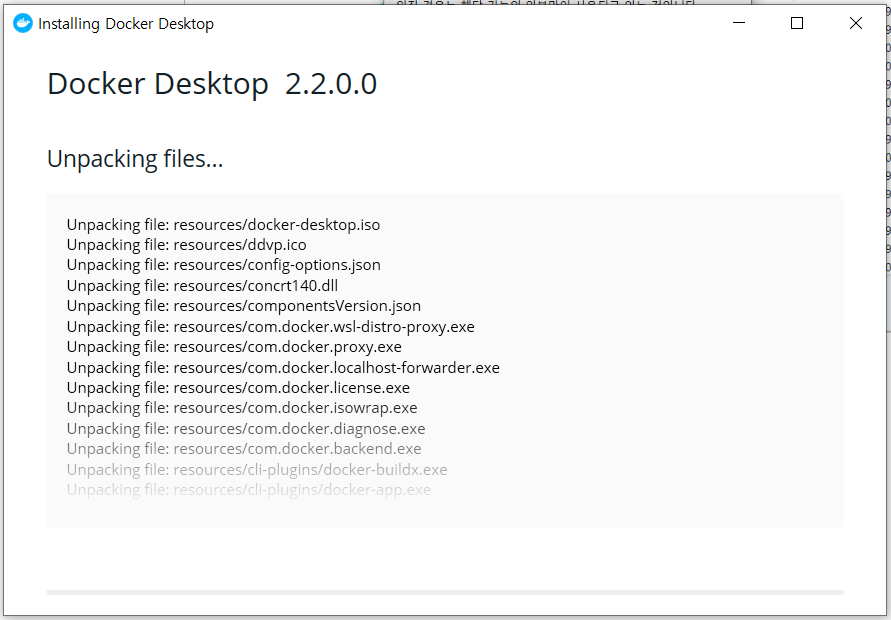 Installing Docker Desktop
Docker Desktop 2.2.0.0
Unpacking files...
Unpacking file: resources/docker-desktop.iso
Unpacking file: resources/ddvp.ico
Unpacking file: resources/config-options.json
Unpacking file: resources/concrt140.dll
Unpacking file: resources/componentsVersion.json
Unpacking file: resources/com.docker.wsl-distro-proxy.exe
Unpacking file: resources/com.docker.proxy.exe
Unpacking file: resources/com.docker.localhost-forwarder.exe
Unpacking file: resources/com.docker.license.exe
Unpacking file: resources/com.docker.isowrap.exe
Unpacking file: resources/com.docker.diagnose.exe
Unpacking file: resources/com.docker.backend.exe
Unpacking file: resources/cli-plugins/docker-buildx.exe
Unpacking file: resources/cli-plugins/docker-app.exe